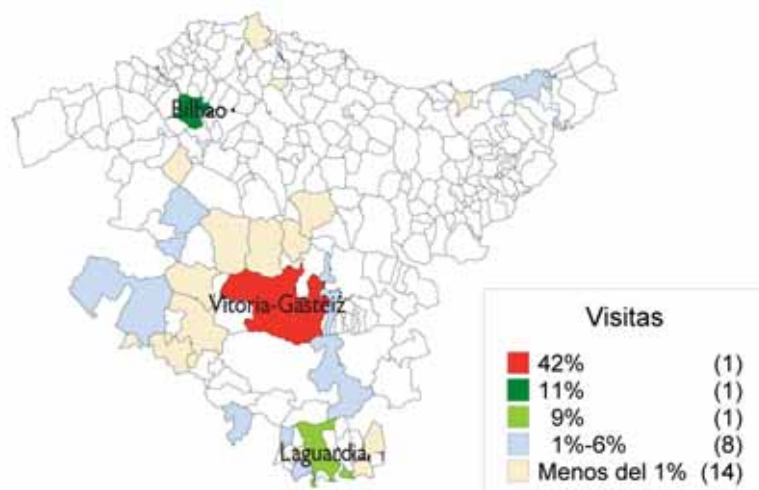 Bilbao
Vitoria-Gasteiz
Laguardia
Visitas
42% (1)
11% (1)
9% (1)
1%-6% (8)
Menos del 1% (14)